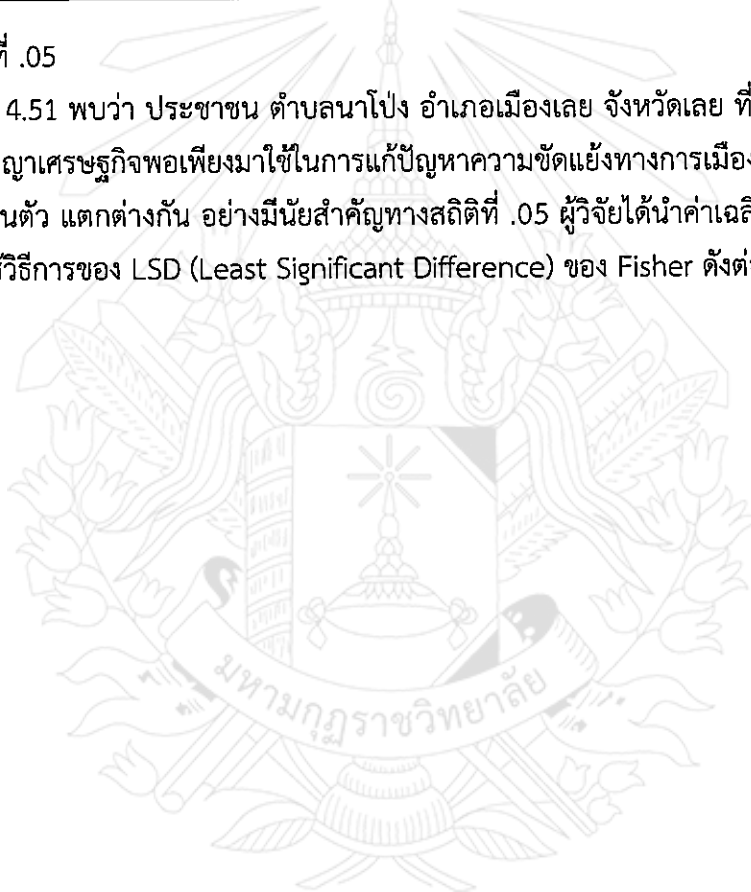 ที่ .05
4.51 พบว่า ประชาชน ตำบลนาโป่ง อำเภอเมืองเลย จังหวัดเลย ที่
ญาเศรษฐกิจพอเพียงมาใช้ในการแก้ปัญหาความขัดแย้งทางการเมือง
นตัว แตกต่างกัน อย่างมีนัยสำคัญทางสถิติที่ .05 ผู้วิจัยได้นำค่าเฉลี
วิธีการของ LSD (Least Significant Difference) ของ Fisher ดังต่
มหามกุฏราชวิทยาลัย